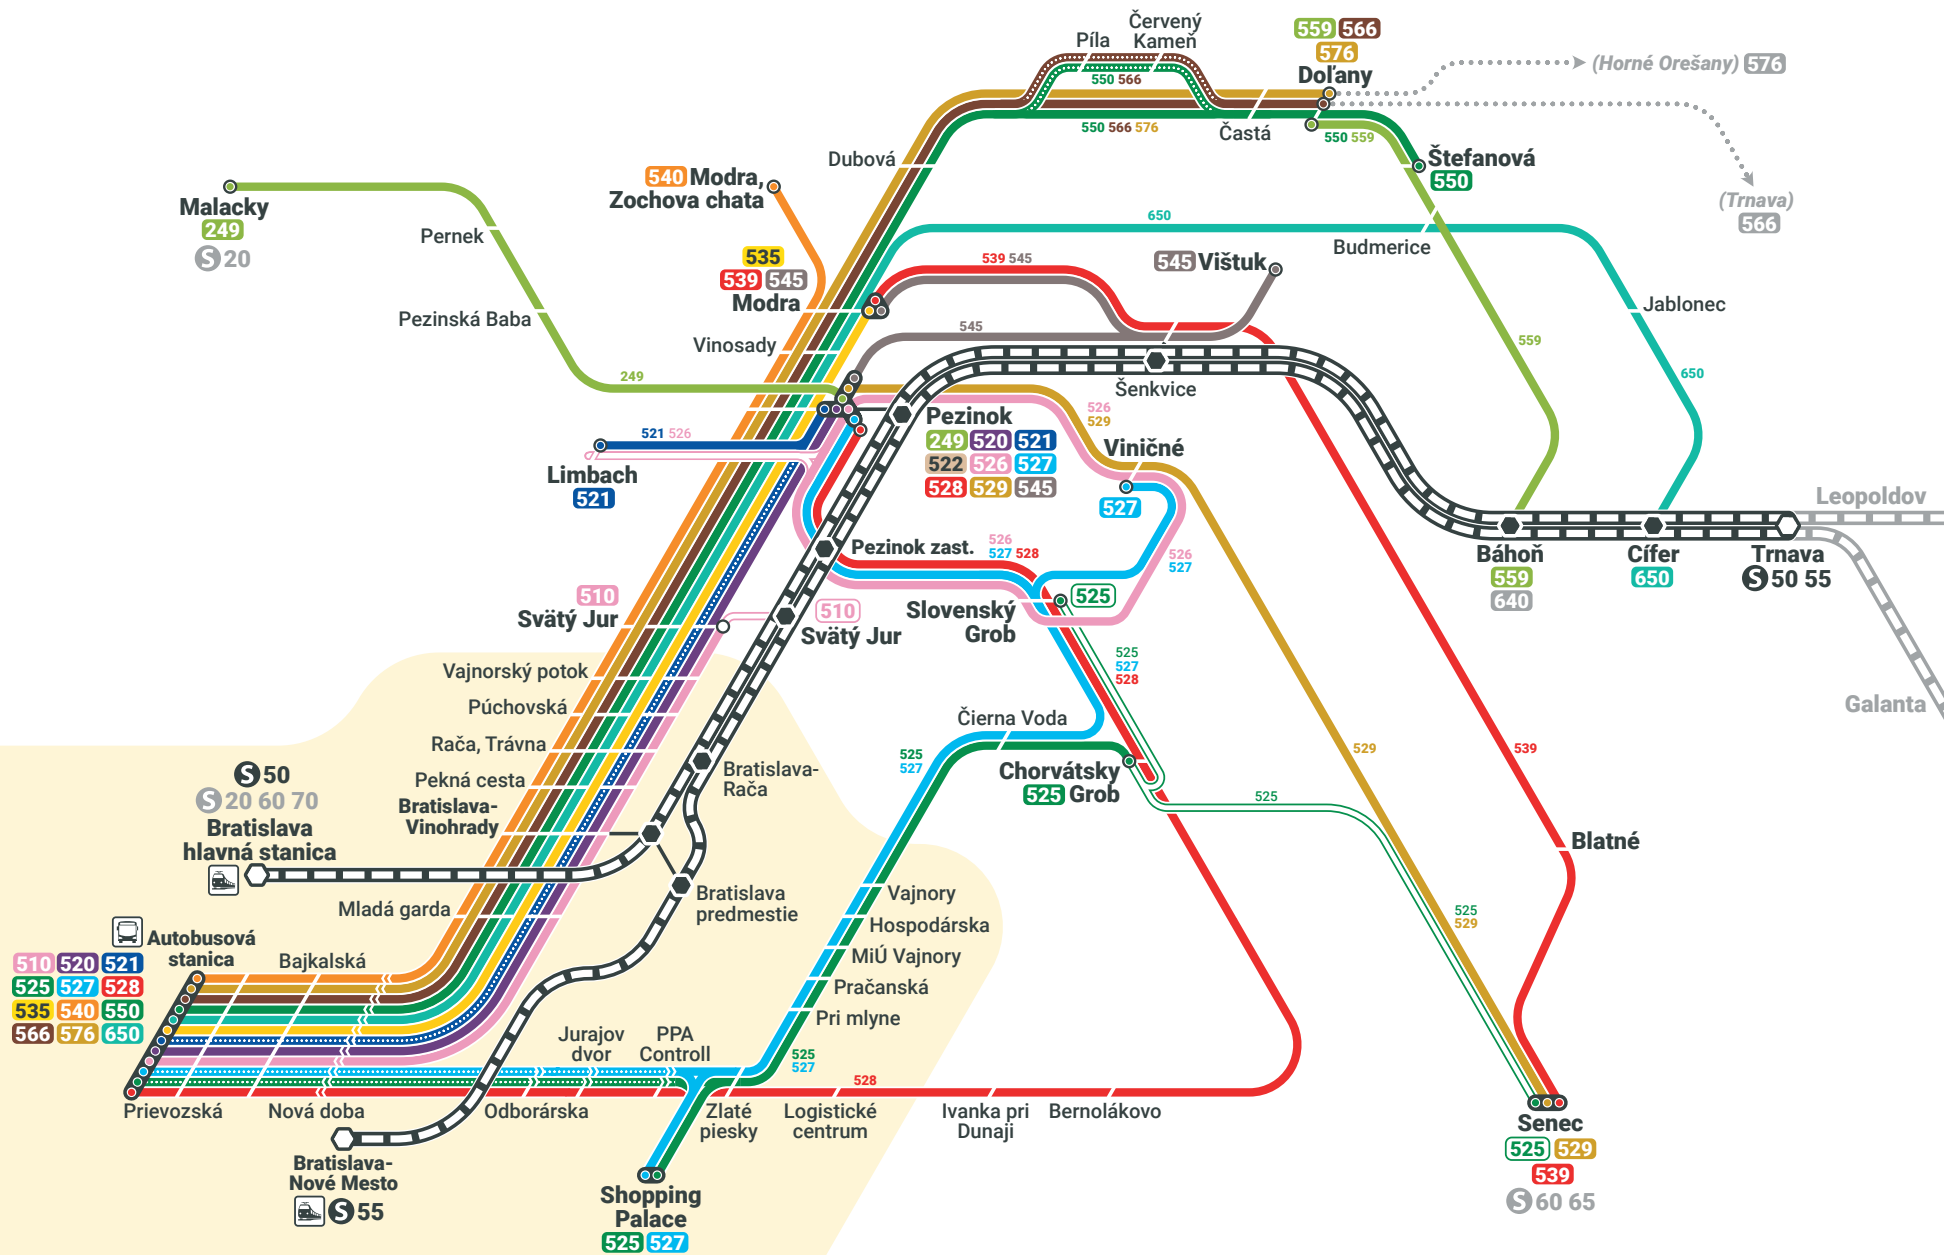 Píla
Červený
Kameň
550 566
559 566
576
Doľany
(Horné Orešany) 576
550 566 576
Častá
550 559
Dubová
Štefanová
550
(Trnava)
566
540 Modra,
Zochova chata
Malacky
249
S 20
Pernek
650
Budmerice
535
539 545
Modra
539 545
545 Vištuk
Pezinská Baba
Jablonec
Vinosady
545
559
249
Šenkvice
650
Pezinok
249 520 521
522 526 527
528 529 545
526
529
Viničné
521 526
Limbach
521
527
Leopoldov
Pezinok zast.
526
527 528
526
527
Báhoň
559
640
Cífer
650
Trnava
S 50 55
510
Svätý Jur
510
Svätý Jur
Slovenský
Grob
525
525
527
528
Vajnorský potok
Púchovská
Rača, Trávna
Pekná cesta
Bratislava-
Vinohrady
Bratislava-
Rača
Čierna Voda
525
527
Chorvátsky
525 Grob
525
529
539
Galanta
S 50
S 20 60 70
Bratislava
hlavná stanica
Blatné
Mladá garda
Bratislava
predmestie
Vajnory
Hospodárska
MiÚ Vajnory
Pračanská
Pri mlyne
525
529
Autobusová
stanica
510 520 521
525 527 528
535 540 550
566 576 650
Bajkalská
Jurajov
dvor
PPA
Controll
525
527
528
Prievozská
Nová doba
Odborárska
Zlaté
piesky
Logistické
centrum
Ivanka pri
Dunaji
Bernolákovo
Bratislava-
Nové Mesto
S 55
Shopping
Palace
525 527
Senec
525 529
539
S 60 65